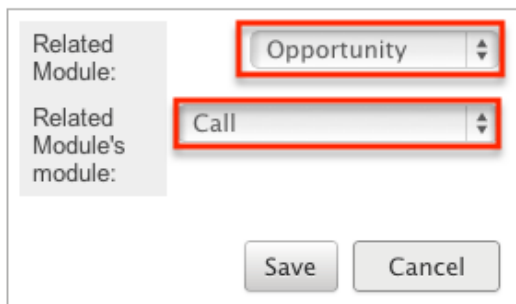 Related
Module:
Opportunity
Related
Module's
module:
Call
Save
Cancel